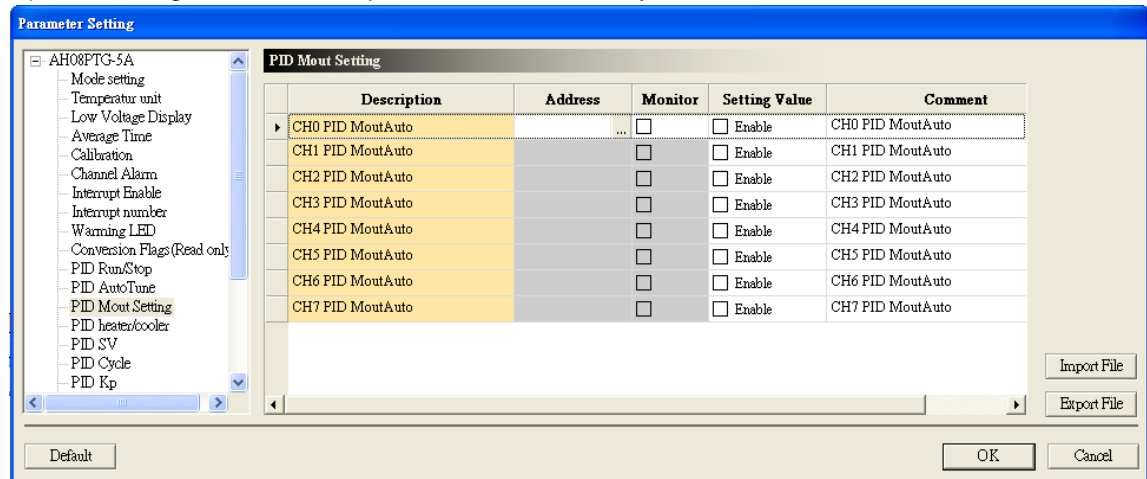 Parameter Setting
AH08PTG-5A
Mode setting
Temperatur unit
Low Voltage Display
Average Time
Calibration
Channel Alarm
Interrupt Enable
Interrupt number
Warning LED
Conversion Flags(Read only
PID Run/Stop
PID AutoTune
PID Mout Setting
PID heater/cooler
PID SV
PID Cycle
PID Kp
PID Mout Setting
Description Address Monitor Setting Value Comment
CH0 PID MoutAuto ... Enable CH0 PID MoutAuto
CH1 PID MoutAuto Enable CH1 PID MoutAuto
CH2 PID MoutAuto Enable CH2 PID MoutAuto
CH3 PID MoutAuto Enable CH3 PID MoutAuto
CH4 PID MoutAuto Enable CH4 PID MoutAuto
CH5 PID MoutAuto Enable CH5 PID MoutAuto
CH6 PID MoutAuto Enable CH6 PID MoutAuto
CH7 PID MoutAuto Enable CH7 PID MoutAuto
Import File
Export File
Default OK Cancel